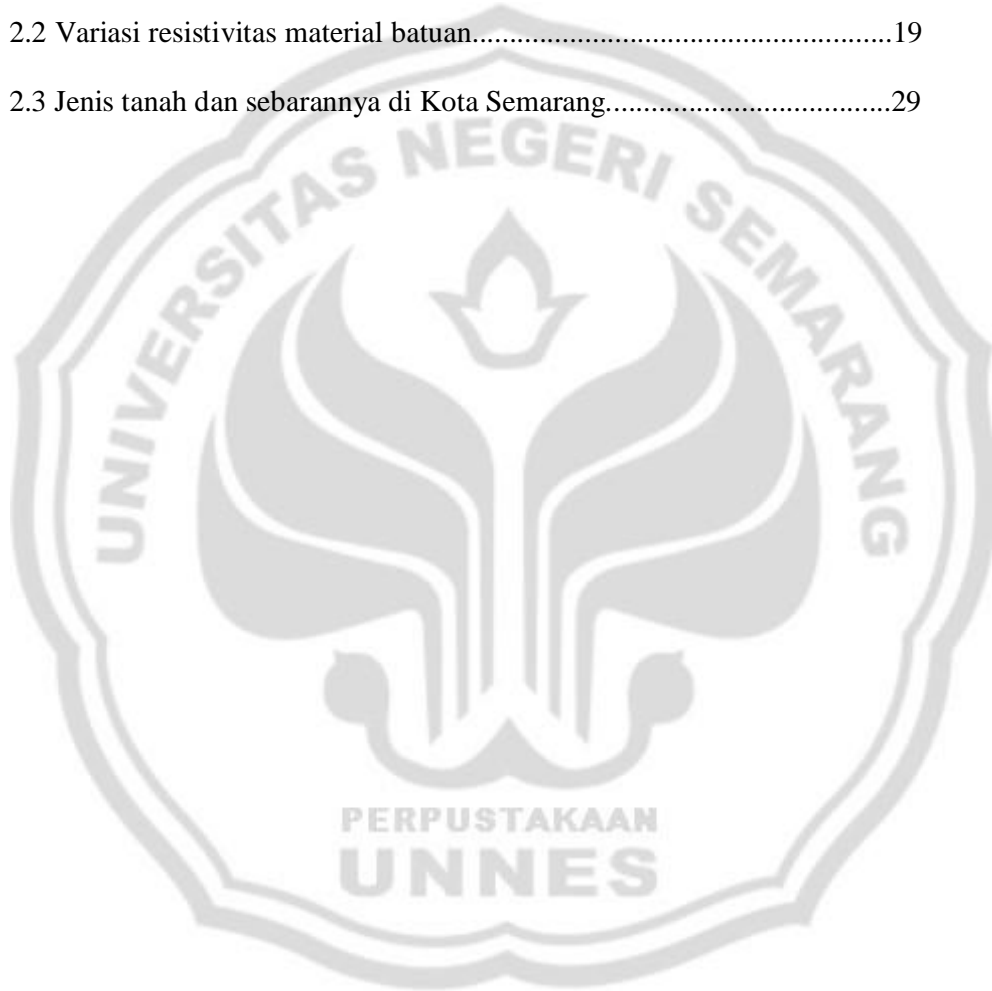 2.2 Variasi resistivitas material batuan......................................................19
2.3 Jenis tanah dan sebarannya di Kota Semarang....................................29
UNIVERSITAS NEGERI SEMARANG
PERPUSTAKAAN
UNNES